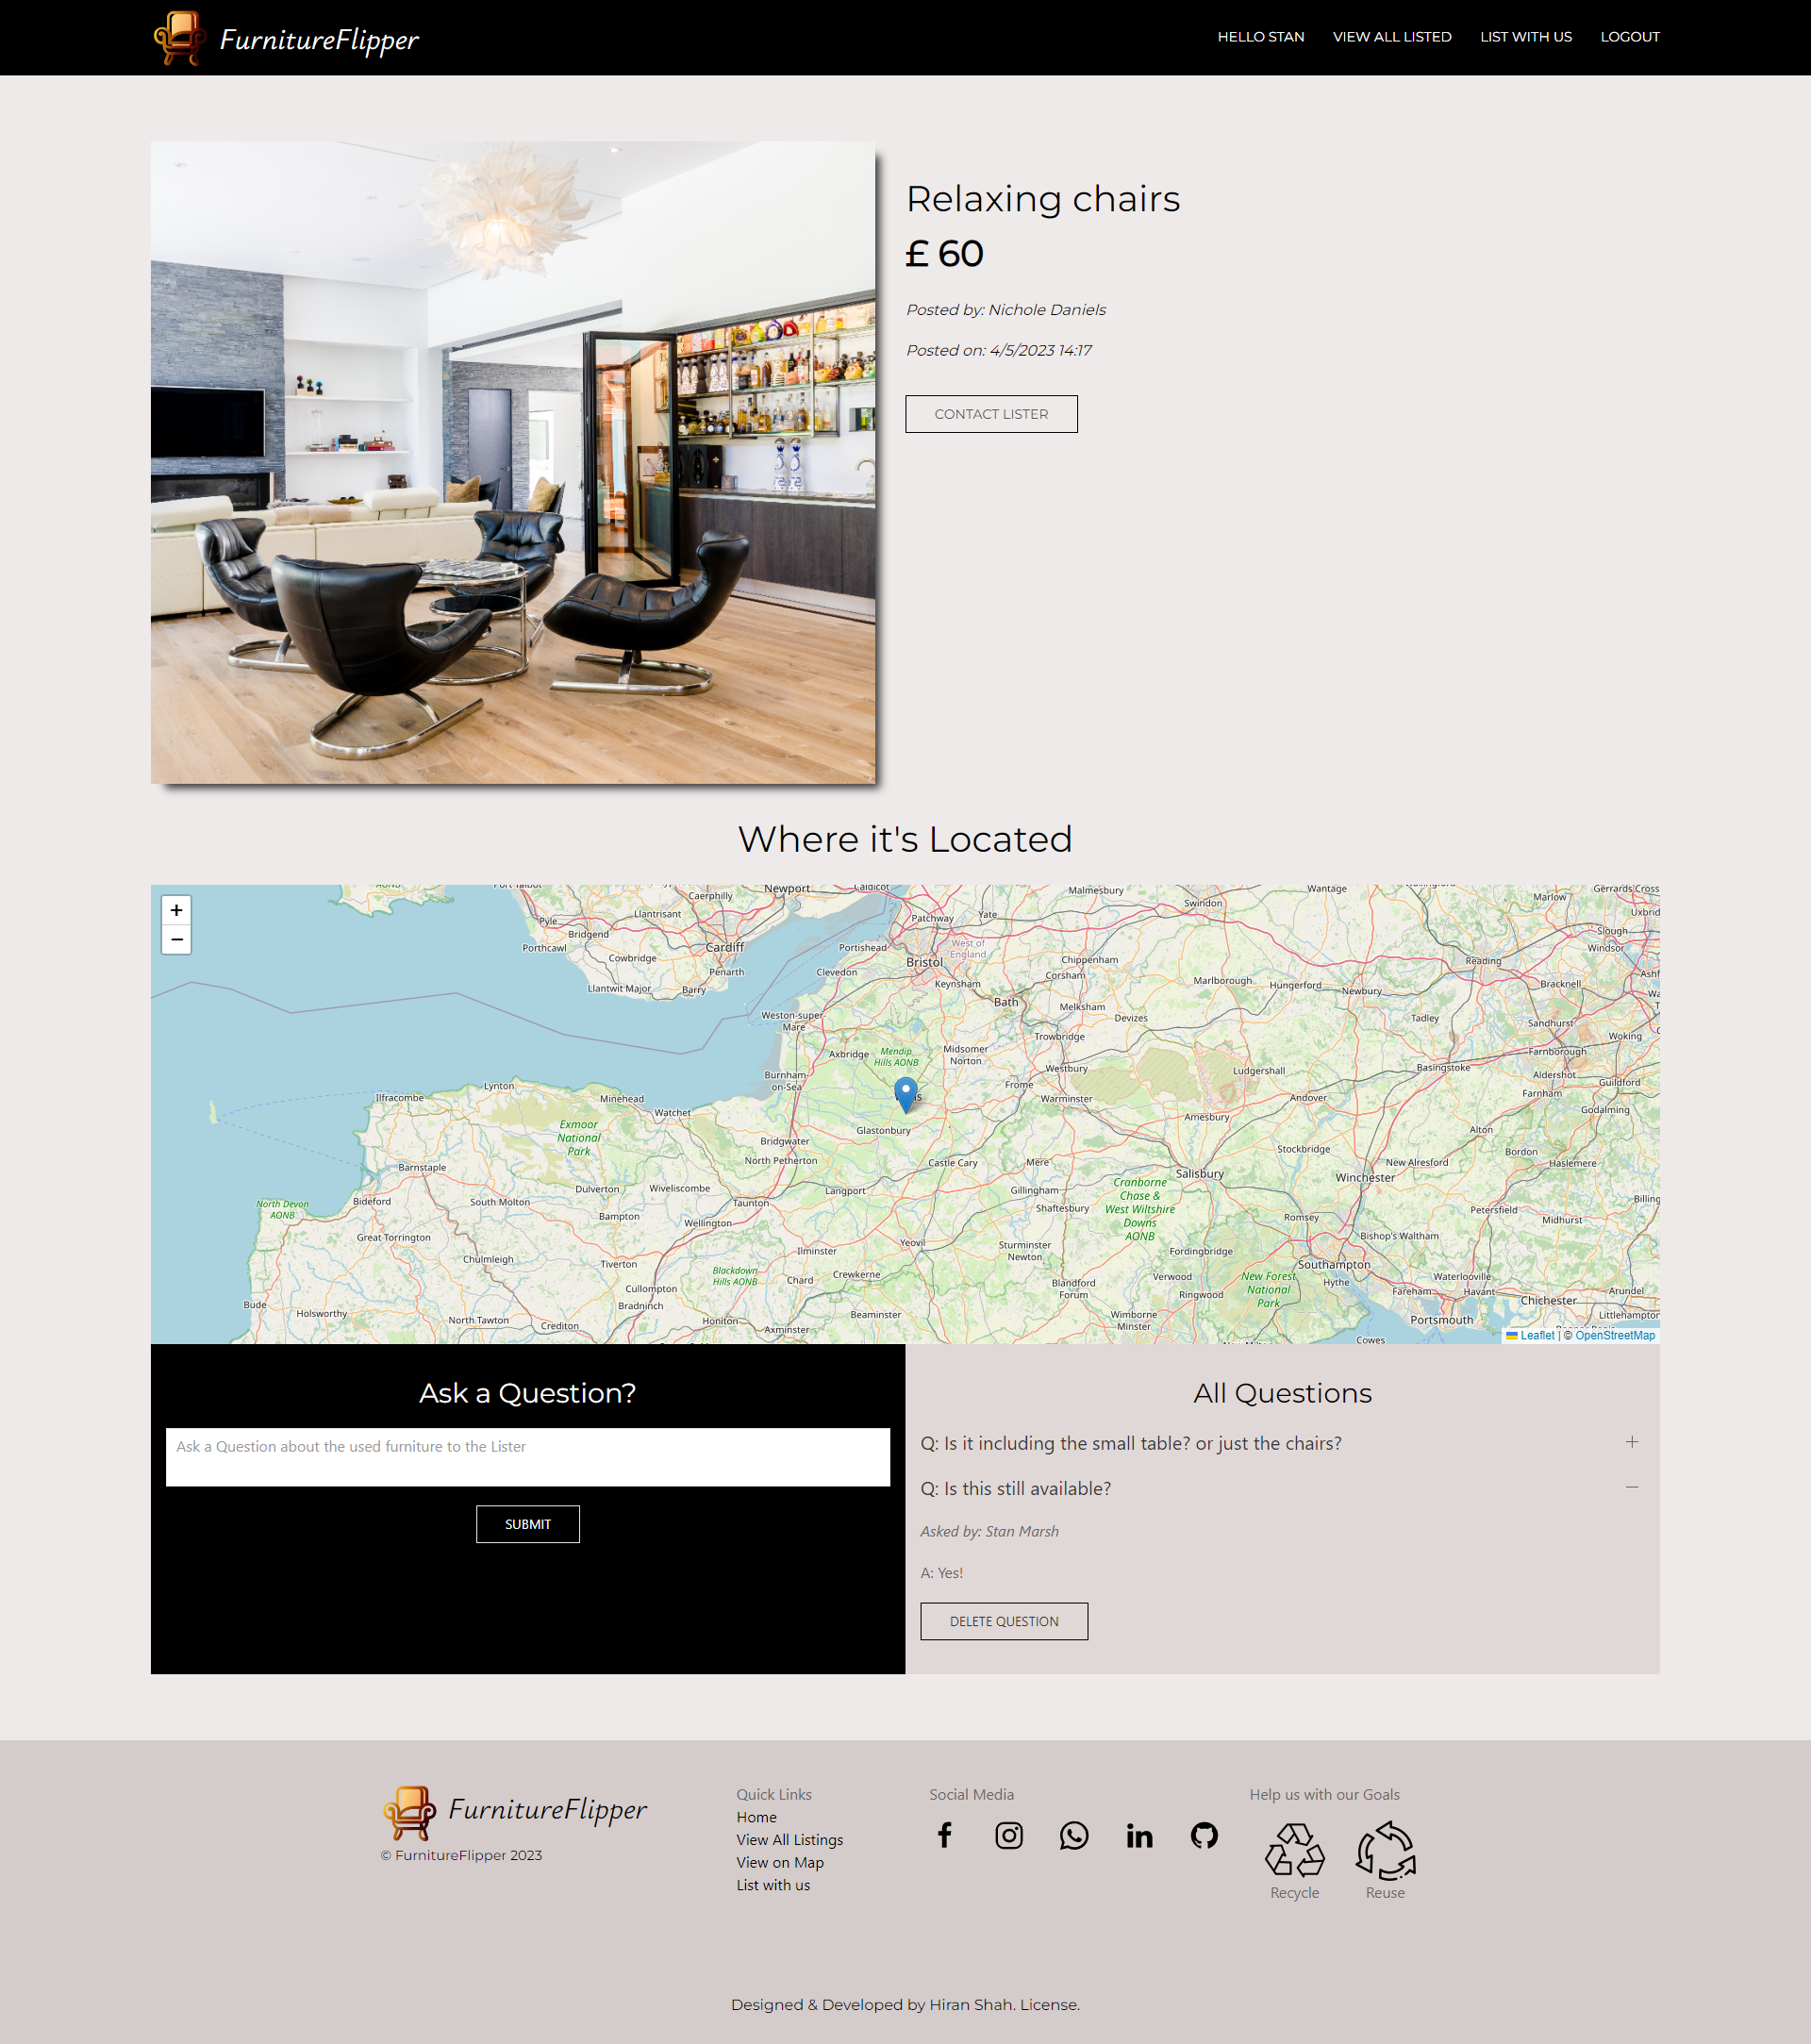 FurnitureFlipper
HELLO STAN
VIEW ALL LISTED
LIST WITH US
LOGOUT
Relaxing chairs
£ 60
Posted by: Nichole Daniels
Posted on: 4/5/2023 14:17
CONTACT LISTER
Where it's Located
+
−
Newport
Caldicot
Malmesbury
Wantage
Gerrards Cross
Caerphilly
Llantrisant
Pyle
Bridgend
Porthcawl
Cowbridge
Cardiff
Penarth
Llantwit Major
Barry
Portishead
Clevedon
Patchway
Yate
West of
England
Bristol
Keynsham
Swindon
Marlow
Slough
Windsor
Reading
Bracknell
Chippenham
Corsham
Marlborough
Hungerford
Newbury
Bath
Melksham
Devizes
Tadley
Sandhurst
Woking
Weston-super-
Mare
Trowbridge
Mendip
Hills AONB
Axbridge
Midsomer
Norton
Westbury
Farnborough
Basingstoke
Aldershot
Guildford
Burnham-
on-Sea
Frome
Ludgershall
Andover
Farnham
Godalming
Lynton
Ilfracombe
Minehead
Watchet
Warminster
Amesbury
Exmoor
National
Park
Bridgwater
Glastonbury
Alton
Bordon
Haslemere
Stockbridge
New Alresford
Barnstaple
North Petherton
Castle Cary
Mere
Salisbury
Winchester
North Devon
AONB
Bideford
South Molton
Dulverton
Wiveliscombe
Taunton
Langport
Gillingham
Shaftesbury
Cranborne
Chase &
West Wiltshire
Downs
AONB
Romsey
Petersfield
Midhurst
Great Torrington
Bampton
Wellington
Yeovil
Sturminster
Newton
Fordingbridge
Bishop's Waltham
Chulmleigh
Tiverton
Ilminster
Southampton
Cullompton
Bradninch
Blackdown
Hills AONB
Chard
Crewkerne
Blandford
Forum
Verwood
Ringwood
New Forest
National
Park
Hythe
Waterlooville
Fareham
Havant
Chichester
Arundel
Littlehampton
Bude
Holsworthy
North Tawton
Crediton
Honiton
Axminster
Beaminster
Wimborne
Minster
Portsmouth
Cowes
Leaflet | © OpenStreetMap
Ask a Question?
Ask a Question about the used furniture to the Lister
SUBMIT
All Questions
Q: Is it including the small table? or just the chairs?
Q: Is this still available?
Asked by: Stan Marsh
A: Yes!
DELETE QUESTION
FurnitureFlipper
© FurnitureFlipper 2023
Quick Links
Home
View All Listings
View on Map
List with us
Social Media
Help us with our Goals
Recycle
Reuse
Designed & Developed by Hiran Shah. License.